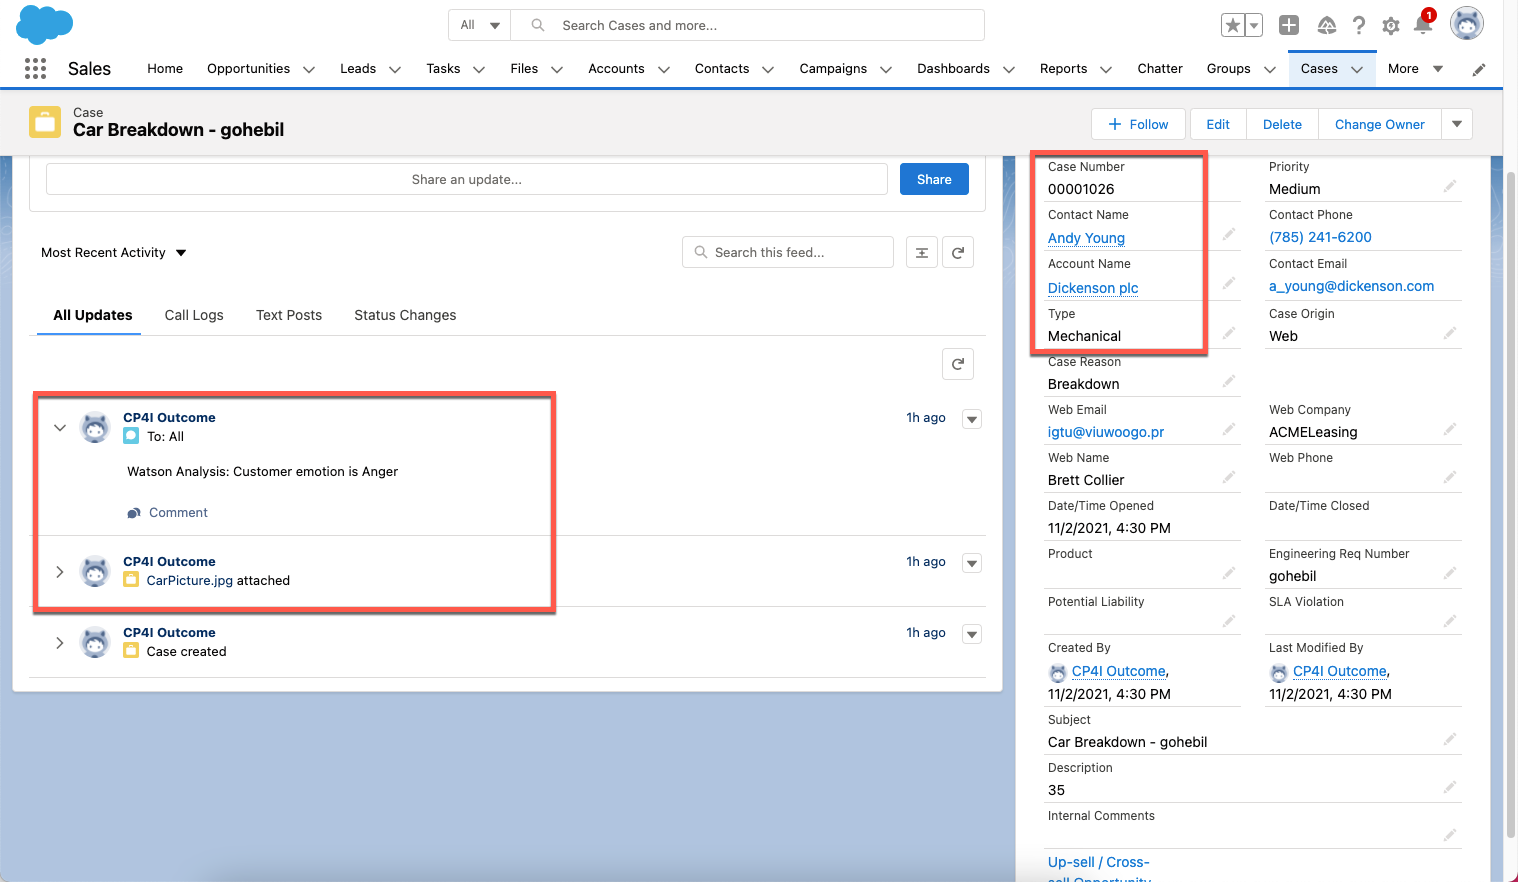 All
Search Cases and more...
1
Sales
Home
Opportunities
Leads
Tasks
Files
Accounts
Contacts
Campaigns
Dashboards
Reports
Chatter
Groups
Cases
More
Case
Car Breakdown - gohebil
Follow
Edit
Delete
Change Owner
Share an update...
Share
Most Recent Activity
Search this feed...
All Updates
Call Logs
Text Posts
Status Changes
CP4I Outcome
1h ago
To: All
Watson Analysis: Customer emotion is Anger
Comment
CP4I Outcome
1h ago
CarPicture.jpg attached
CP4I Outcome
1h ago
Case created
Case Number
00001026
Priority
Medium
Contact Name
Andy Young
Contact Phone
(785) 241-6200
Account Name
Dickenson plc
Contact Email
a_young@dickenson.com
Type
Mechanical
Case Origin
Web
Case Reason
Breakdown
Web Email
igtu@viuwoogo.pr
Web Company
ACMELeasing
Web Name
Brett Collier
Web Phone
Date/Time Opened
11/2/2021, 4:30 PM
Date/Time Closed
Product
Engineering Req Number
gohebil
Potential Liability
SLA Violation
Created By
CP4I Outcome,
11/2/2021, 4:30 PM
Last Modified By
CP4I Outcome,
11/2/2021, 4:30 PM
Subject
Car Breakdown - gohebil
Description
35
Internal Comments
Up-sell / Cross-
sell Opportunity